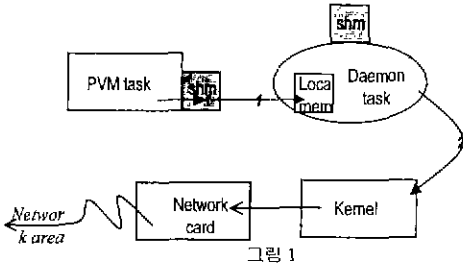 shm
PVM task
shm
Loca
mem
Daemon
task
Networ
k area
Network
card
Kernel
그림 1